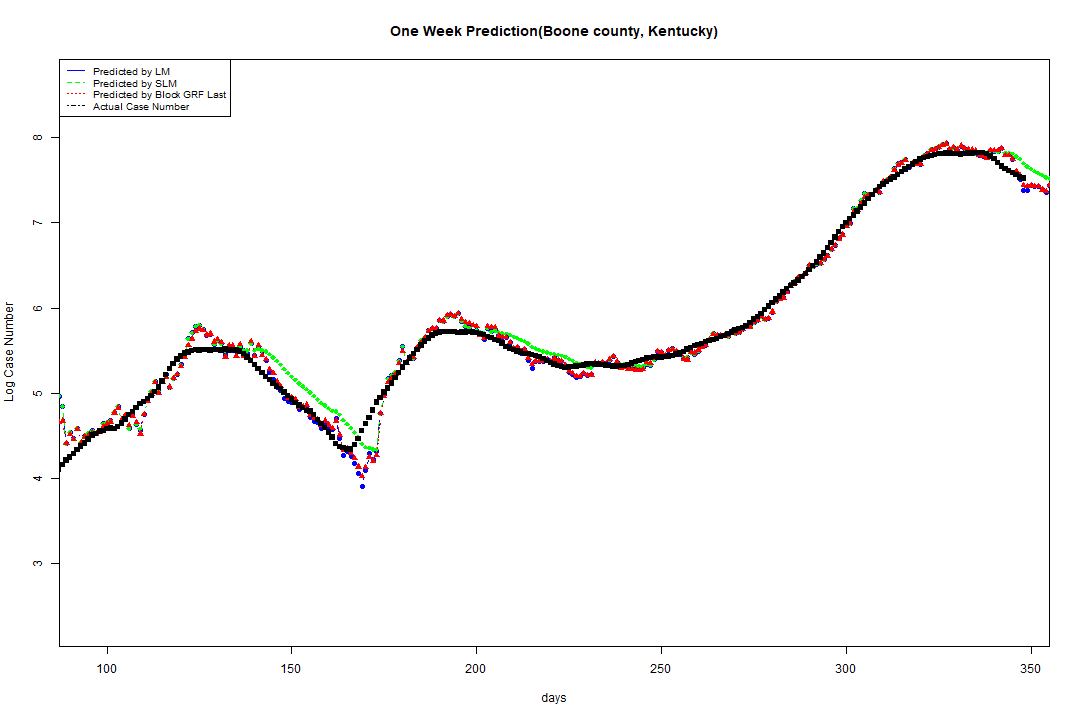 One Week Prediction(Boone county, Kentucky)
Predicted by LM
Predicted by SLM
Predicted by Block GRF Last
Actual Case Number
Log Case Number
8
7
6
5
4
3
100 150 200 250 300 350
days